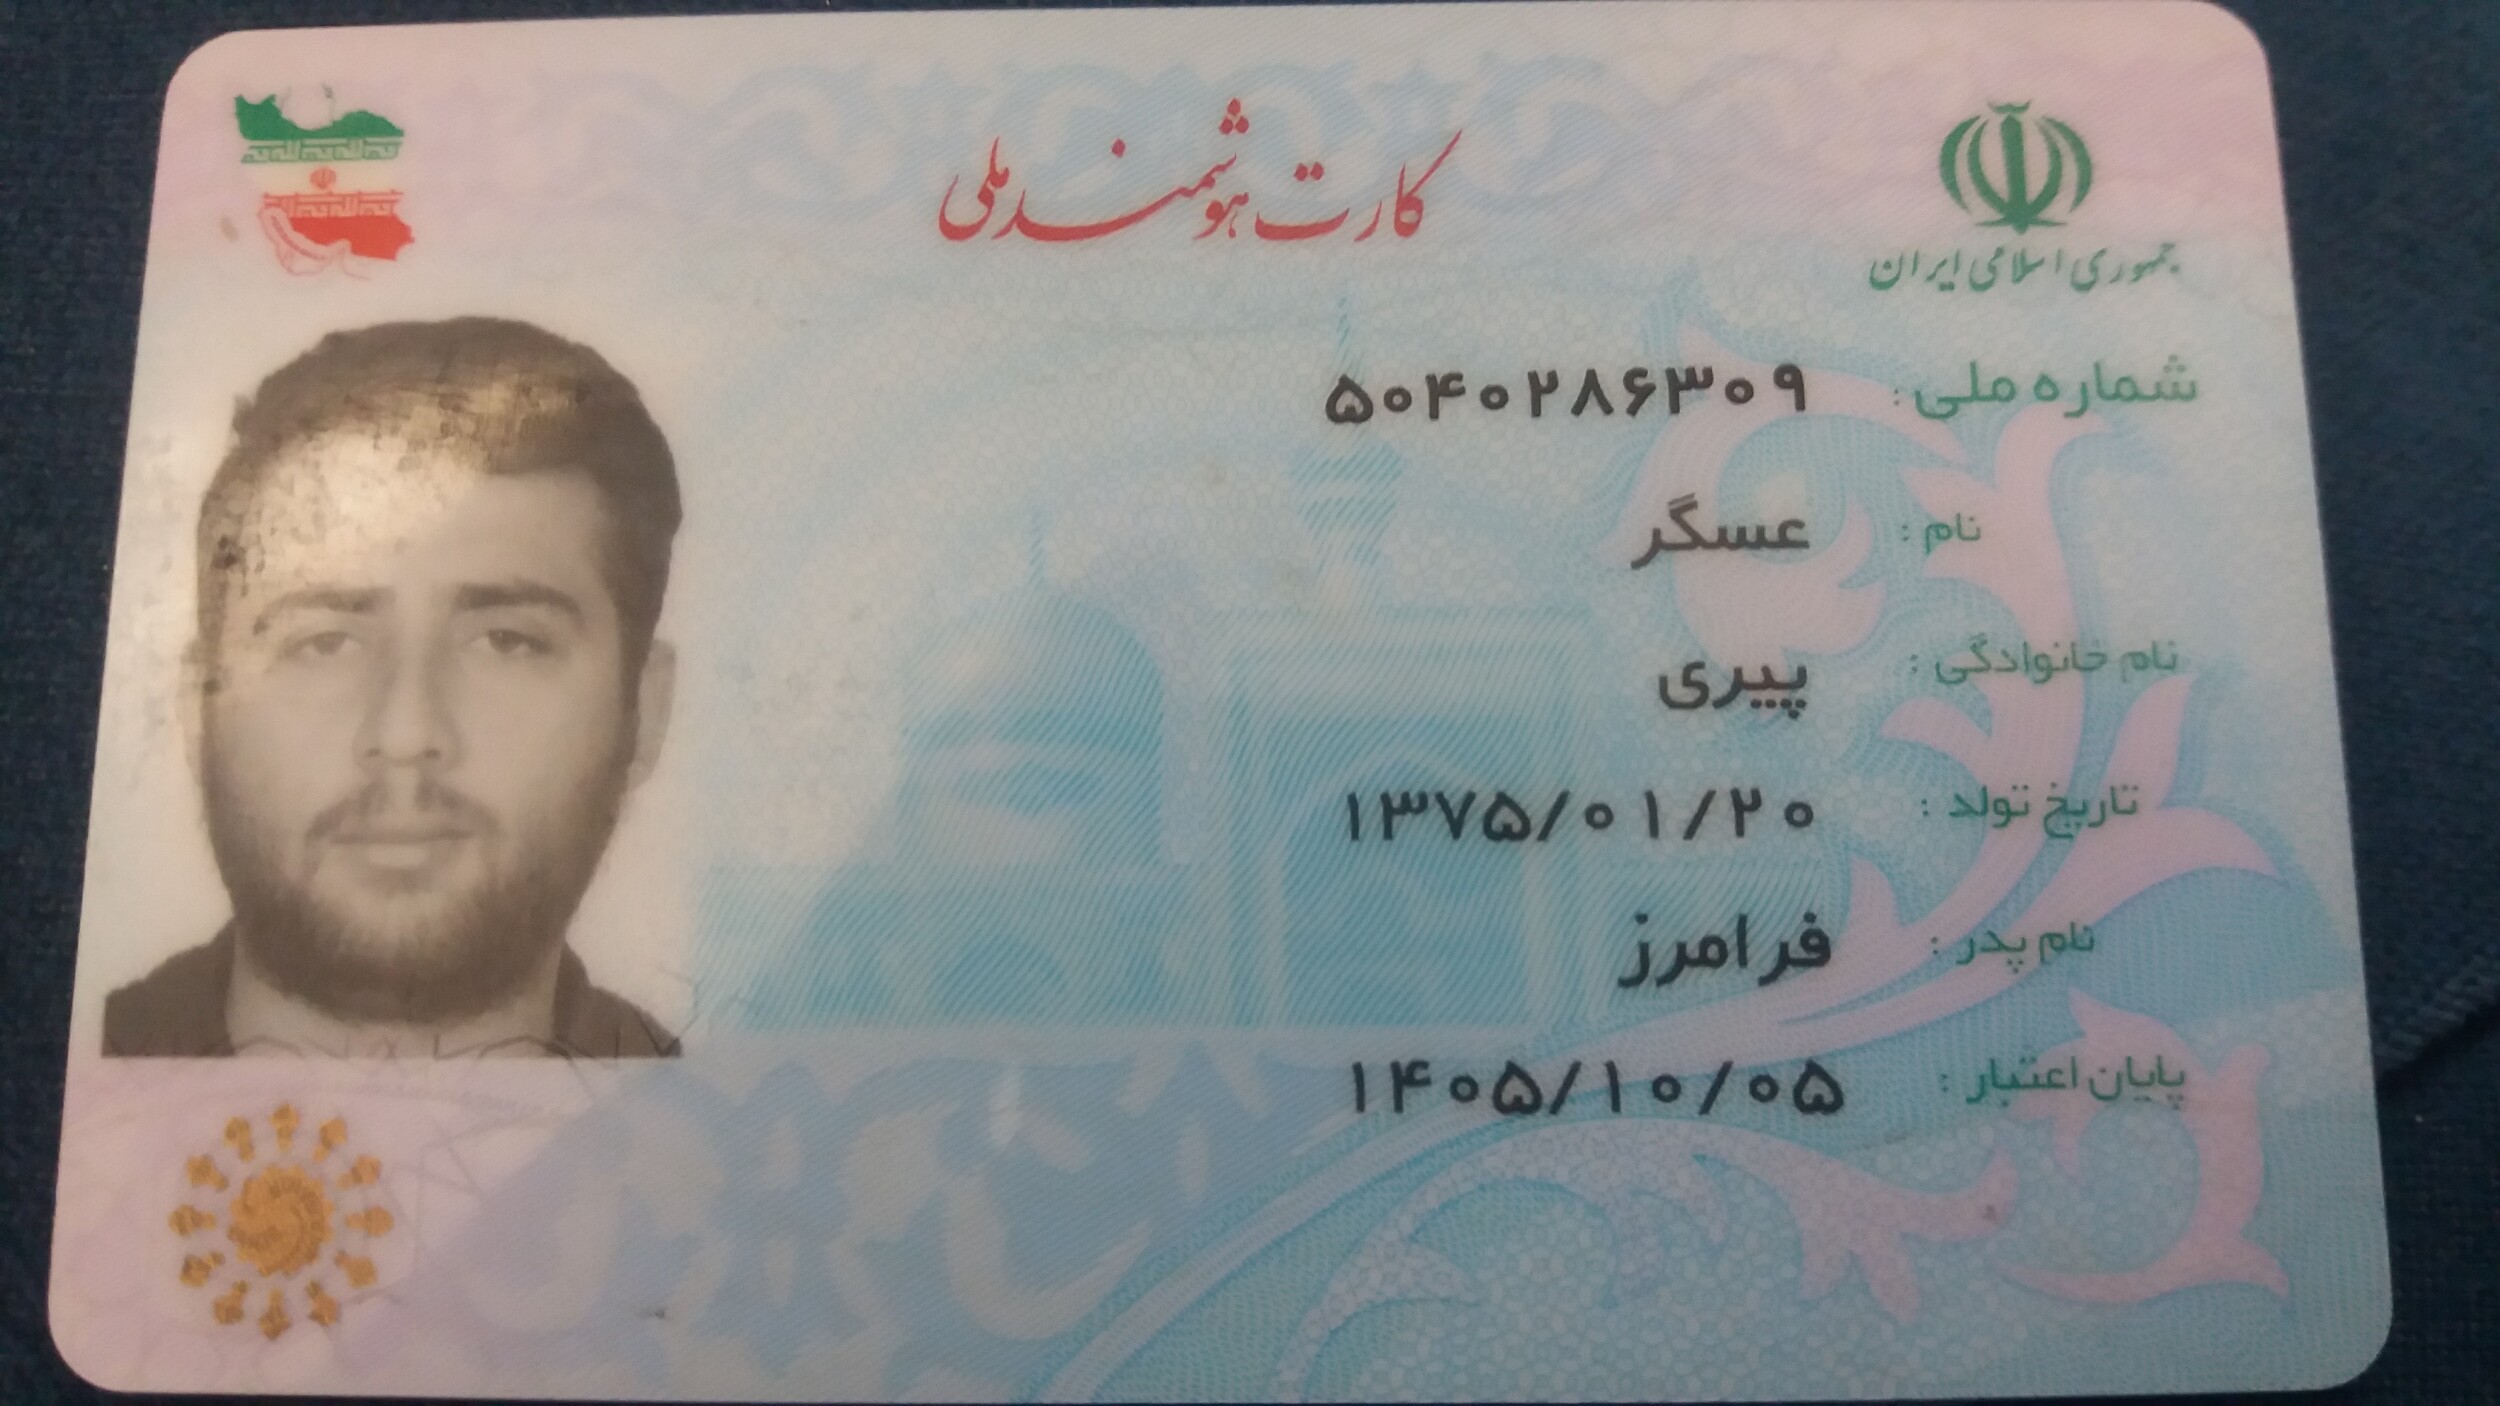 کارت هوشمند ملی
جمهوری اسلامی ایران
شماره ملی: ۵۰۴۰۲۸۶۳۰۹
نام: عسگر
نام خانوادگی: پیری
تاریخ تولد: ۱۳۷۵/۰۱/۲۰
نام پدر: فرامرز
پایان اعتبار: ۱۴۰۵/۱۰/۰۵